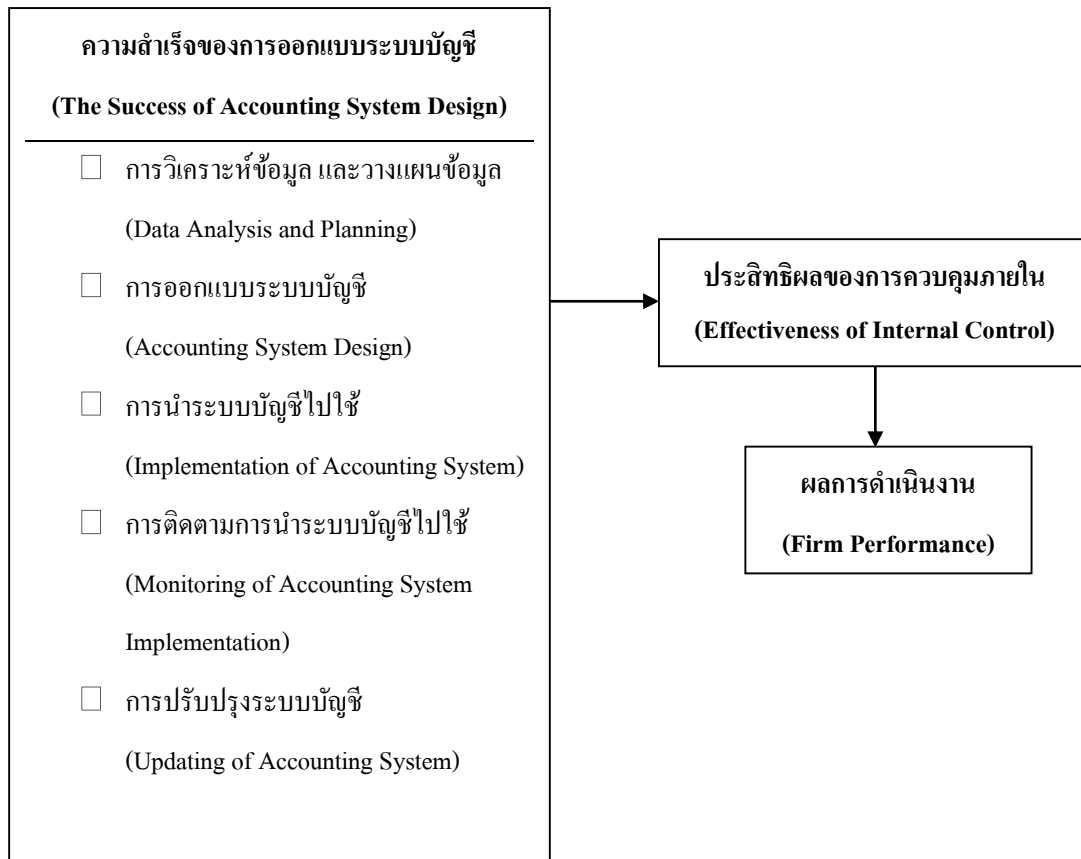 ความสำเร็จของการออกแบบระบบบัญชี
(The Success of Accounting System Design)
การวิเคราะห์ข้อมูล และวางแผนข้อมูล
(Data Analysis and Planning)
การออกแบบระบบบัญชี
(Accounting System Design)
การนำระบบบัญชีไปใช้
(Implementation of Accounting System)
การติดตามการนำระบบบัญชีไปใช้
(Monitoring of Accounting System
Implementation)
การปรับปรุงระบบบัญชี
(Updating of Accounting System)
ประสิทธิผลของการควบคุมภายใน
(Effectiveness of Internal Control)
ผลการดำเนินงาน
(Firm Performance)